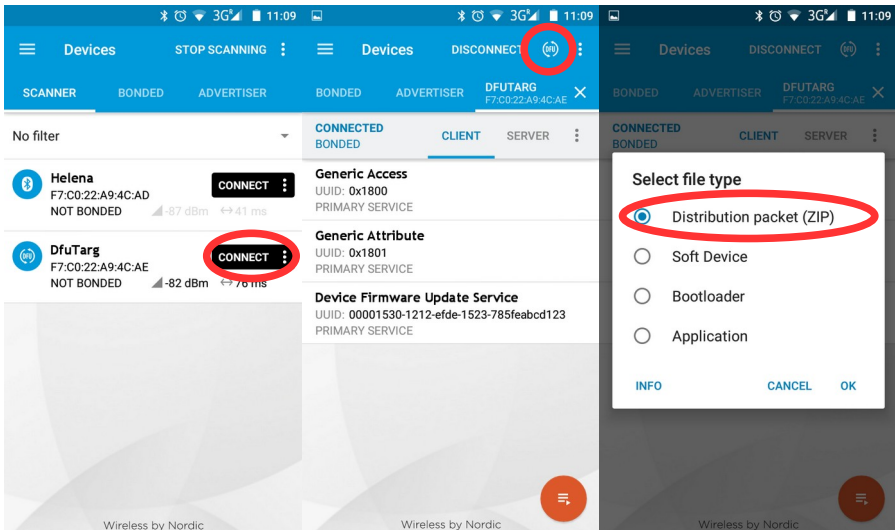 3G R 11:09
Devices STOP SCANNING
SCANNER BONDED ADVERTISER
No filter
Helena
F7:C0:22:A9:4C:AD
CONNECT
NOT BONDED -87 dBm 41 ms
DfuTarg
F7:C0:22:A9:4C:AE
CONNECT
NOT BONDED -82 dBm 76 ms
Wireless by Nordic
3G R 11:09
Devices DISCONNECT DFU
BONDED ADVERTISER DFUTARG
F7:C0:22:A9:4C:AE
CONNECTED
BONDED
CLIENT SERVER
Generic Access
UUID: 0x1800
PRIMARY SERVICE
Generic Attribute
UUID: 0x1801
PRIMARY SERVICE
Device Firmware Update Service
UUID: 00001530-1212-efde-1523-785feabcd123
PRIMARY SERVICE
Wireless by Nordic
3G R 11:09
Devices DISCONNECT DFU
BONDED ADVERTISER DFUTARG
F7:C0:22:A9:4C:AE
CONNECTED
BONDED
CLIENT SERVER
Select file type
Distribution packet (ZIP)
Soft Device
Bootloader
Application
INFO CANCEL OK
Wireless by Nordic